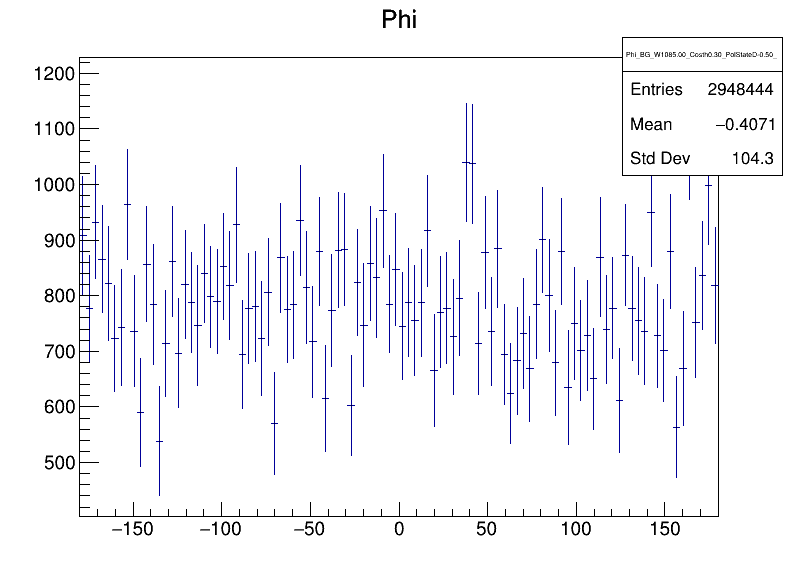 Phi
Phi_BG_W1085.00_Costh0.30_PolStateD-0.50_
Entries 2948444
Mean −0.4071
Std Dev 104.3
1200
1100
1000
900
800
700
600
500
−150 −100 −50 0 50 100 150